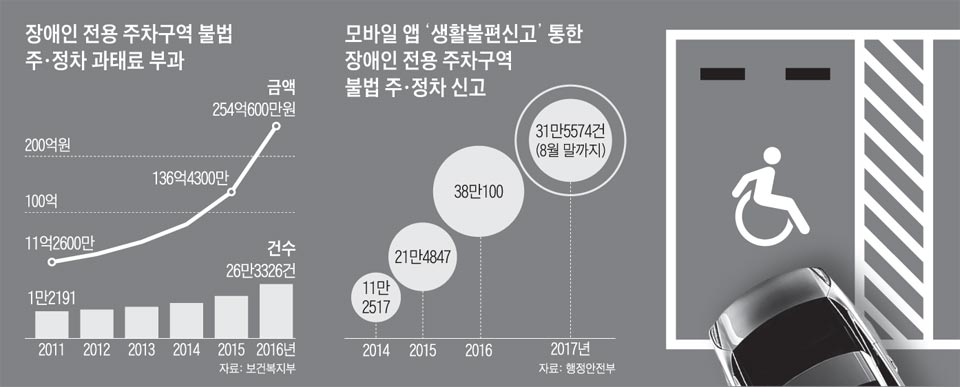 장애인 전용 주차구역 불법
주·정차 과태료 부과
금액
254억600만원
200억원
136억4300만
100억
11억2600만
건수
26만3326건
1만2191
2011 2012 2013 2014 2015 2016년
자료: 보건복지부
모바일 앱 ‘생활불편신고’ 통한
장애인 전용 주차구역
불법 주·정차 신고
31만5574건
(8월 말까지)
38만100
21만4847
11만
2517
2014 2015 2016 2017년
자료: 행정안전부